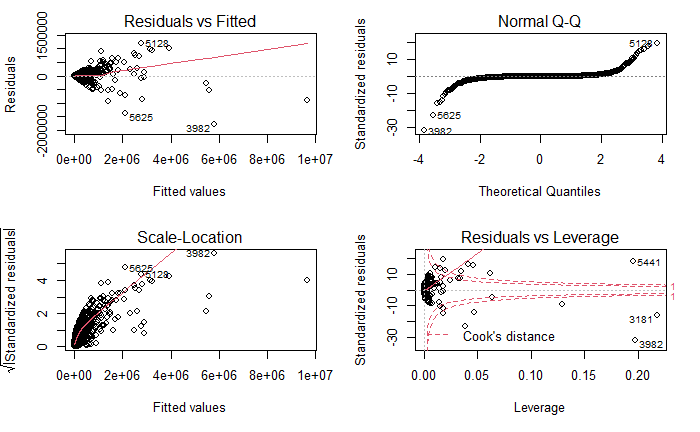 Residuals vs Fitted
Residuals
-2000000 0 1500000
5128
5625
3982
0e+00 2e+06 4e+06 6e+06 8e+06 1e+07
Fitted values
Normal Q-Q
Standardized residuals
-30 -10 10
5128
5625
3982
-4 -2 0 2 4
Theoretical Quantiles
Scale-Location
√|Standardized residuals|
0 2 4
3982
5625
5128
0e+00 2e+06 4e+06 6e+06 8e+06 1e+07
Fitted values
Residuals vs Leverage
Standardized residuals
-30 -10 10
5441
1
1
3181
3982
Cook's distance
0.00 0.05 0.10 0.15 0.20
Leverage